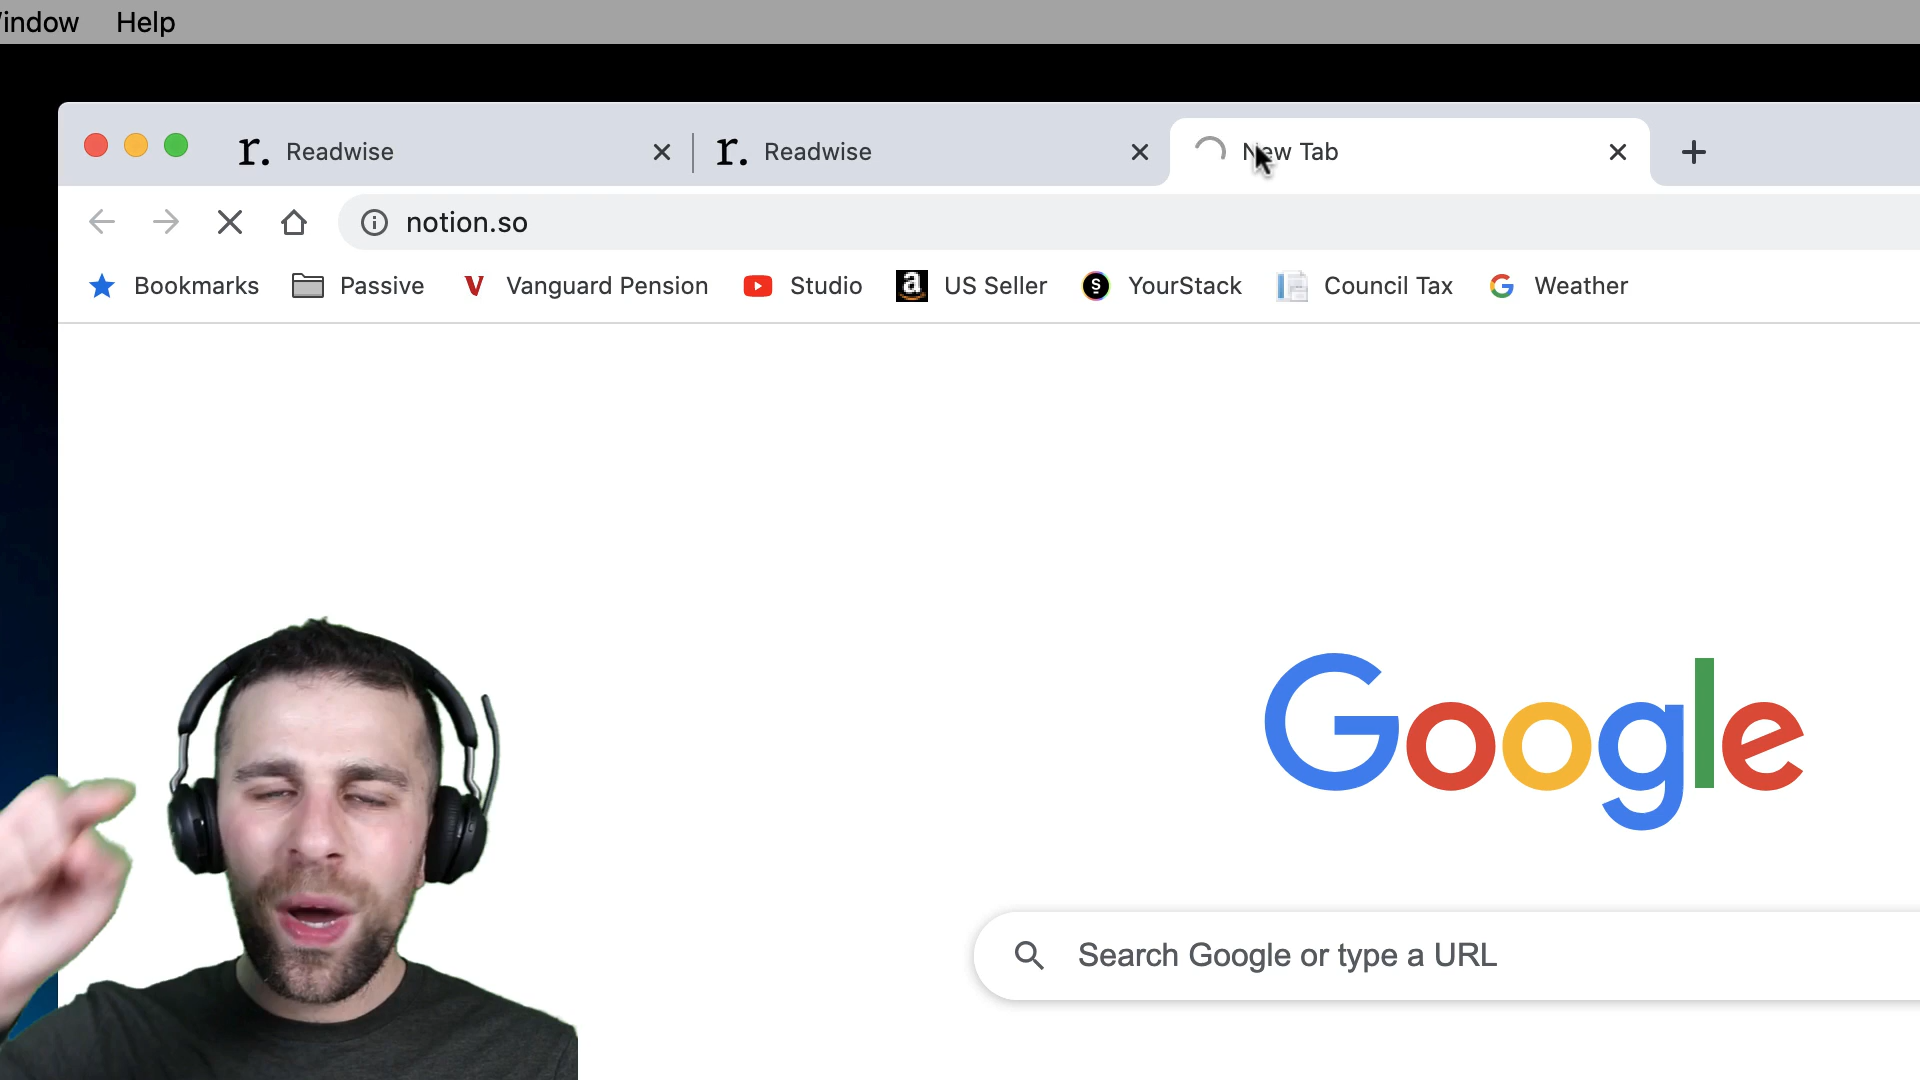 Window Help
r. Readwise
r. Readwise
New Tab
notion.so
Bookmarks
Passive
V Vanguard Pension
Studio
a US Seller
S YourStack
Council Tax
G Weather
Google
Search Google or type a URL